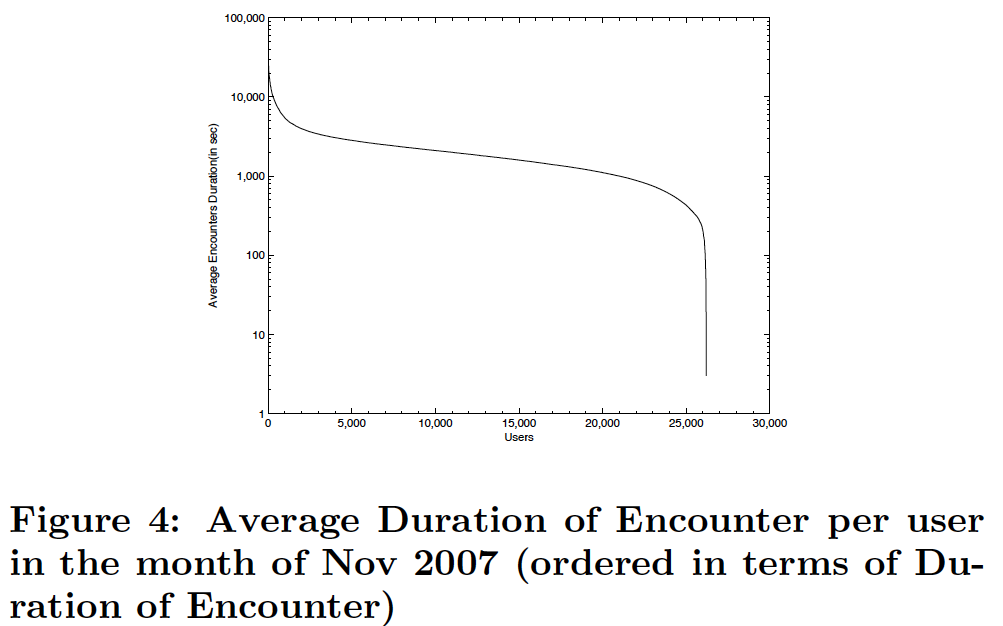 100,000
10,000
1,000
100
10
1
Average Encounters Duration(in sec)
0 5,000 10,000 15,000 20,000 25,000 30,000
Users
Figure 4: Average Duration of Encounter per user
in the month of Nov 2007 (ordered in terms of Du-
ration of Encounter)